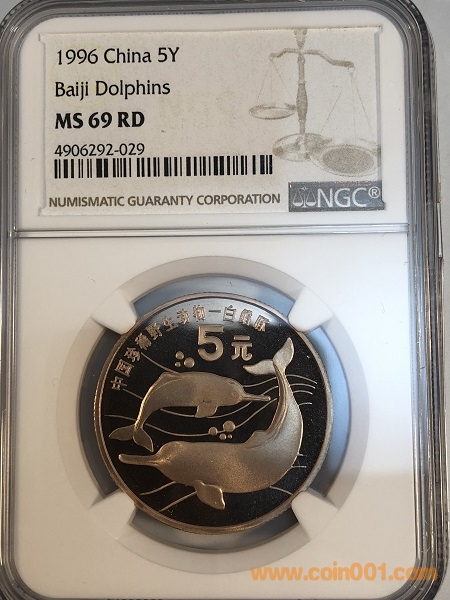 1996 China 5Y
Baiji Dolphins
MS 69 RD
4906292-029
NUMISMATIC GUARANTY CORPORATION
NGC®
中国珍稀野生动物—白鱀豚
5元
www.coin001.com